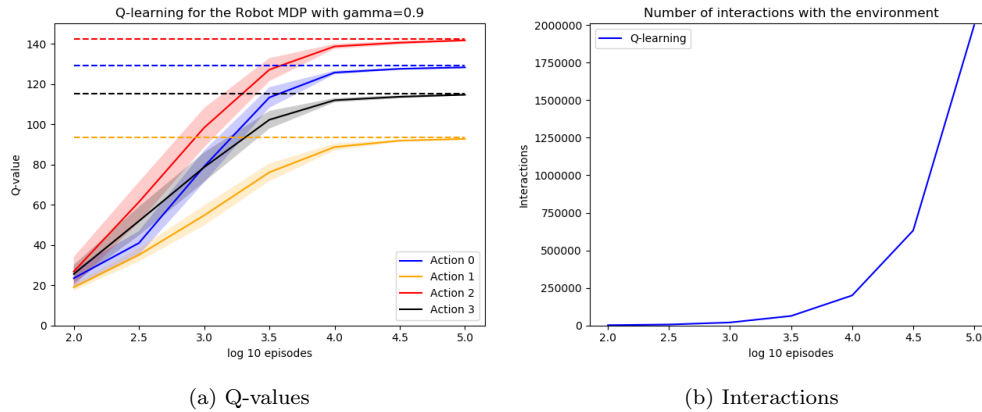 Q-learning for the Robot MDP with gamma=0.9
140
120
100
80
60
40
20
0
Q-value
2.0 2.5 3.0 3.5 4.0 4.5 5.0
log 10 episodes
Action 0
Action 1
Action 2
Action 3
(a) Q-values
Number of interactions with the environment
2000000
1750000
1500000
1250000
1000000
750000
500000
250000
0
Interactions
2.0 2.5 3.0 3.5 4.0 4.5 5.0
log 10 episodes
Q-learning
(b) Interactions